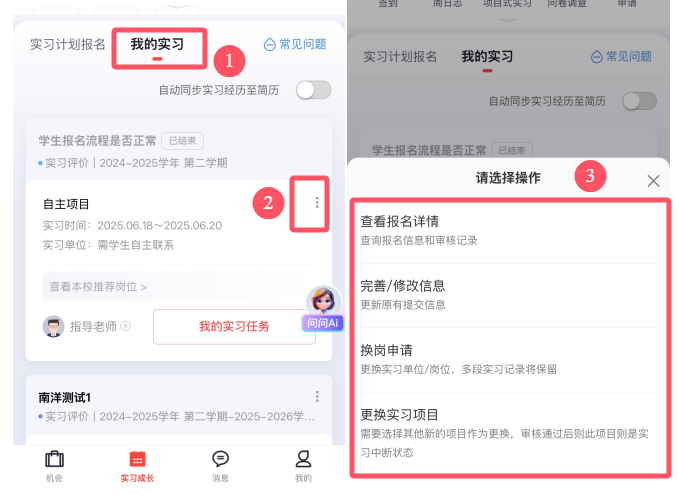 实习计划报名
我的实习
常见问题
1
自动同步实习经历至简历
学生报名流程是否正常
已结束
实习评价 | 2024-2025学年 第二学期
自主项目
2
实习时间: 2025.06.18~2025.06.20
实习单位: 需学生自主联系
查看本校推荐岗位 >
指导老师
我的实习任务
问问AI
南洋测试1
实习评价 | 2024-2025学年 第二学期-2025-2026学...
机会
实习成长
消息
我的
签到
周日志
项目式实习
问卷调查
申请
实习计划报名
我的实习
常见问题
自动同步实习经历至简历
学生报名流程是否正常
已结束
请选择操作
3
查看报名详情
查询报名信息和审核记录
完善/修改信息
更新原有提交信息
换岗申请
更换实习单位/岗位，多段实习记录将保留
更换实习项目
需要选择其他新的项目作为更换，审核通过后则此项目则是实
习中断状态